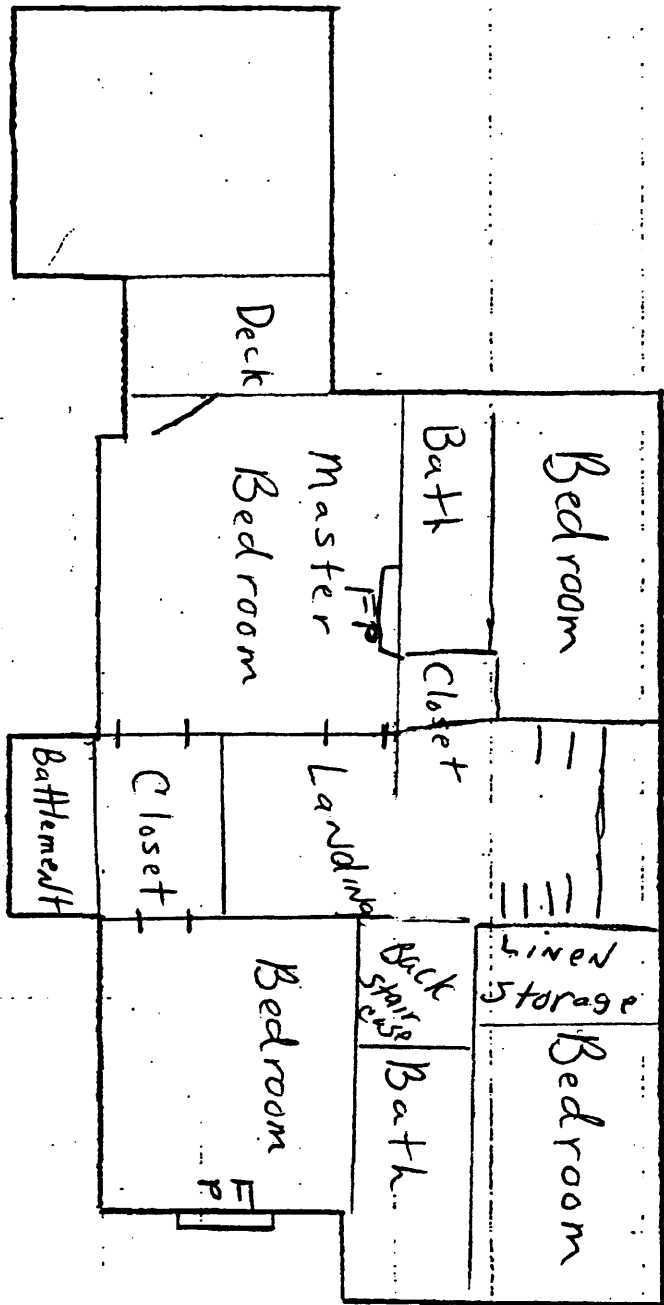 Bedroom
Linen
Storage
Bedroom
Bath
Closet
Back
stair
case
Bath
FP
Master
Bedroom
Landing
Bedroom
FP
Deck
Closet
Battlement